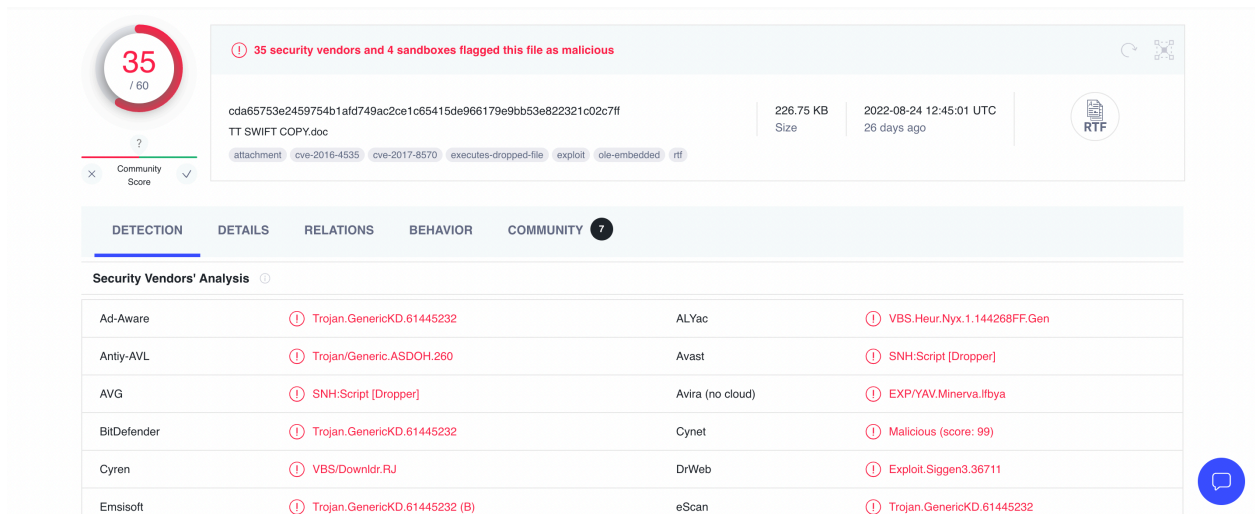 35
/ 60
?
Community
Score
35 security vendors and 4 sandboxes flagged this file as malicious
cda65753e2459754b1afd749ac2ce1c65415de966179e9bb53e822321c02c7ff
TT SWIFT COPY.doc
attachment cve-2016-4535 cve-2017-8570 executes-dropped-file exploit ole-embedded rtf
226.75 KB
Size
2022-08-24 12:45:01 UTC
26 days ago
RTF
DETECTION DETAILS RELATIONS BEHAVIOR COMMUNITY 7
Security Vendors' Analysis
Ad-Aware Trojan.GenericKD.61445232 ALYac VBS.Heur.Nyx.1.144268FF.Gen
Antiy-AVL Trojan/Generic.ASDOH.260 Avast SNH:Script [Dropper]
AVG SNH:Script [Dropper] Avira (no cloud) EXP/YAV.Minerva.lfbya
BitDefender Trojan.GenericKD.61445232 Cynet Malicious (score: 99)
Cyren VBS/Downldr.RJ DrWeb Exploit.Siggen3.36711
Emsisoft Trojan.GenericKD.61445232 (B) eScan Trojan.GenericKD.61445232